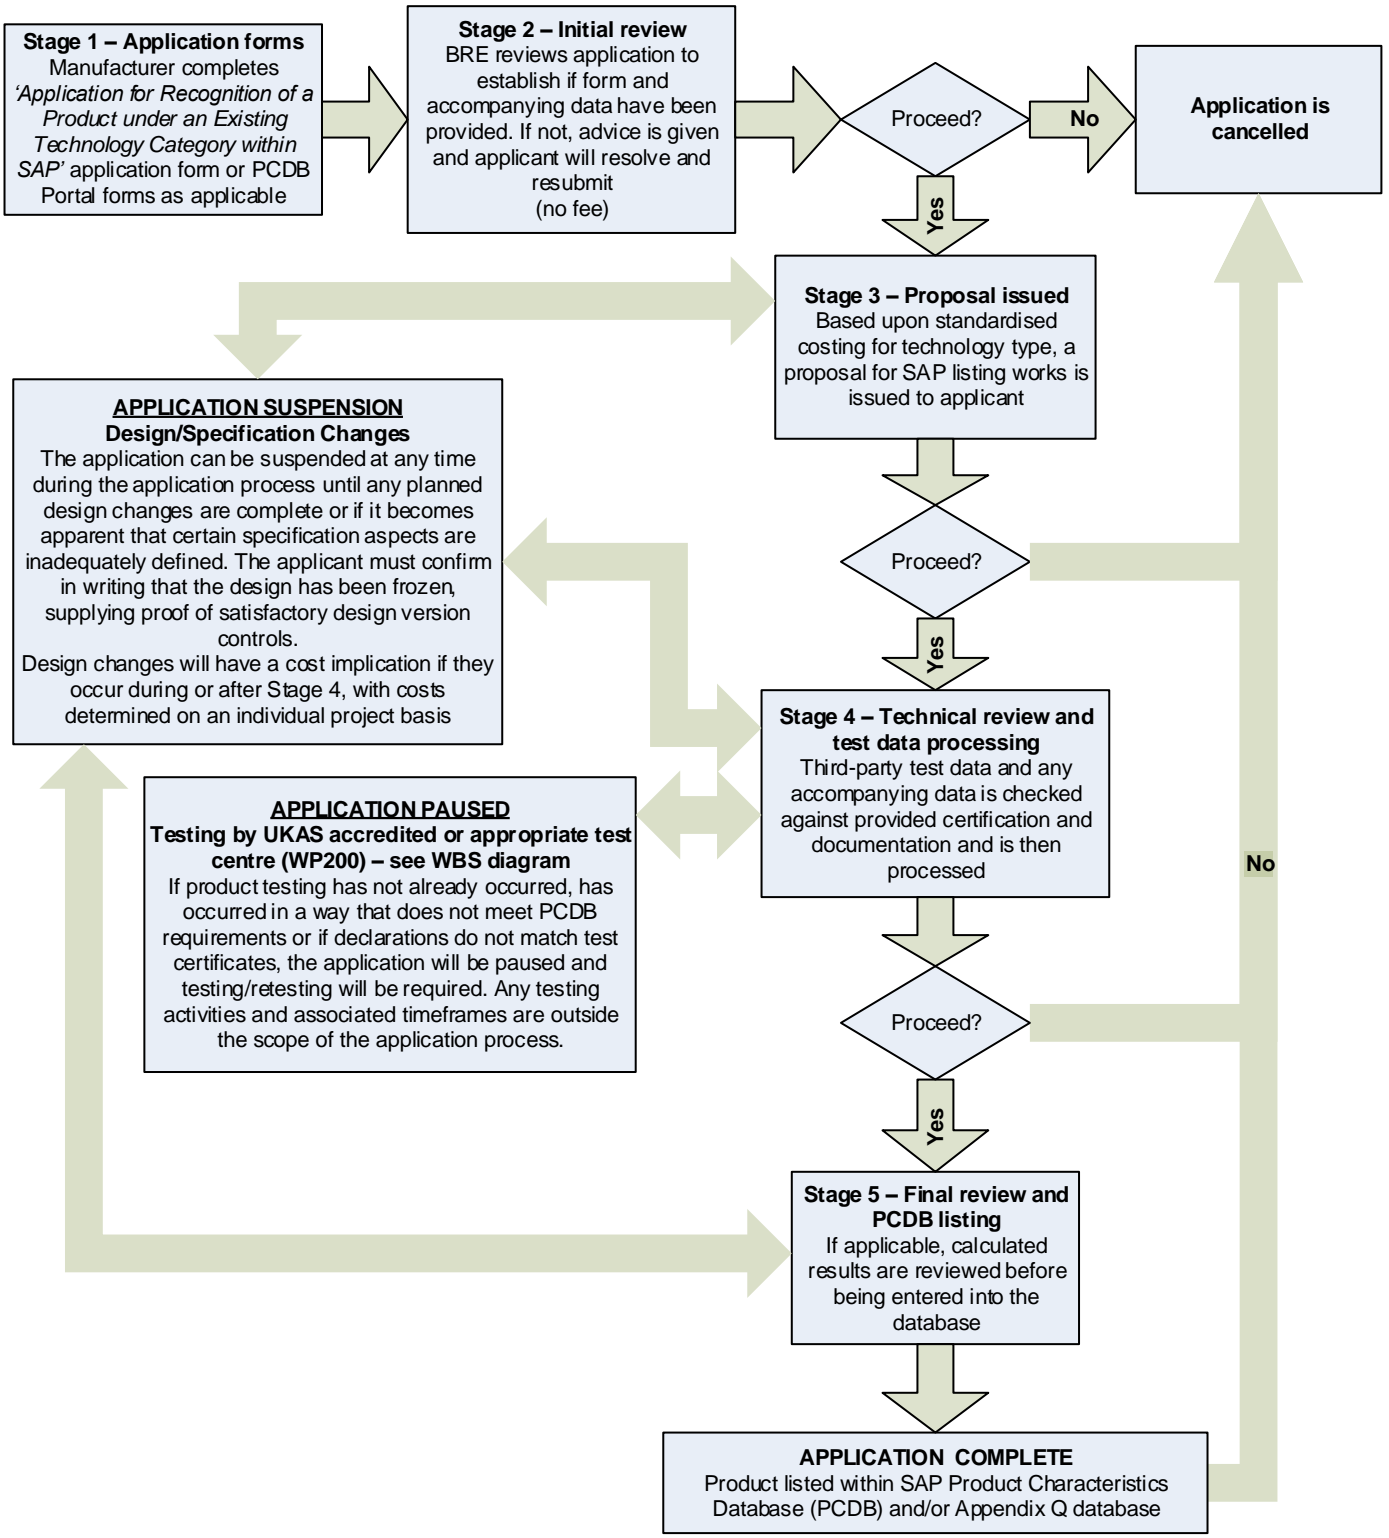 Stage 1 – Application forms
Manufacturer completes
‘Application for Recognition of a
Product under an Existing
Technology Category within
SAP’ application form or PCDB
Portal forms as applicable
Stage 2 – Initial review
BRE reviews application to
establish if form and
accompanying data have been
provided. If not, advice is given
and applicant will resolve and
resubmit
(no fee)
Proceed?
No
Application is
cancelled
Yes
Stage 3 – Proposal issued
Based upon standardised
costing for technology type, a
proposal for SAP listing works is
issued to applicant
APPLICATION SUSPENSION
Design/Specification Changes
The application can be suspended at any time
during the application process until any planned
design changes are complete or if it becomes
apparent that certain specification aspects are
inadequately defined. The applicant must confirm
in writing that the design has been frozen,
supplying proof of satisfactory design version
controls.
Design changes will have a cost implication if they
occur during or after Stage 4, with costs
determined on an individual project basis
Proceed?
Yes
Stage 4 – Technical review and
test data processing
Third-party test data and any
accompanying data is checked
against provided certification and
documentation and is then
processed
APPLICATION PAUSED
Testing by UKAS accredited or appropriate test
centre (WP200) – see WBS diagram
If product testing has not already occurred, has
occurred in a way that does not meet PCDB
requirements or if declarations do not match test
certificates, the application will be paused and
testing/retesting will be required. Any testing
activities and associated timeframes are outside
the scope of the application process.
No
Proceed?
Yes
Stage 5 – Final review and
PCDB listing
If applicable, calculated
results are reviewed before
being entered into the
database
APPLICATION COMPLETE
Product listed within SAP Product Characteristics
Database (PCDB) and/or Appendix Q database